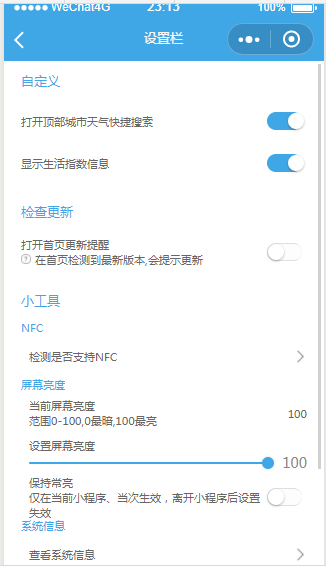 WeChat4G 23:13 100%
设置栏
自定义
打开顶部城市天气快捷搜索
显示生活指数信息
检查更新
打开首页更新提醒
在首页检测到最新版本,会提示更新
小工具
NFC
检测是否支持NFC
屏幕亮度
当前屏幕亮度
范围0-100,0最暗,100最亮
100
设置屏幕亮度
100
保持常亮
仅在当前小程序、当次生效，离开小程序后设置
失效
系统信息
查看系统信息